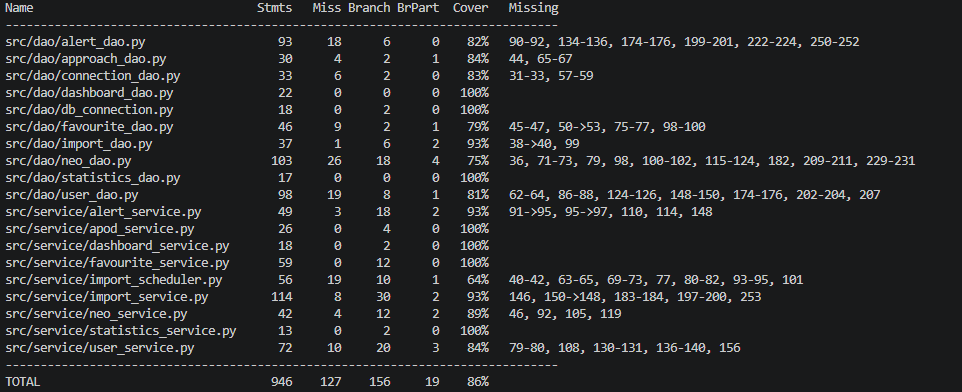 Name Stmts Miss Branch BrPart Cover Missing
--------------------------------------------------------------------------------
src/dao/alert_dao.py 93 18 6 0 82% 90-92, 134-136, 174-176, 199-201, 222-224, 250-252
src/dao/approach_dao.py 30 4 2 1 84% 44, 65-67
src/dao/connection_dao.py 33 6 2 0 83% 31-33, 57-59
src/dao/dashboard_dao.py 22 0 0 0 100%
src/dao/db_connection.py 18 0 2 0 100%
src/dao/favourite_dao.py 46 9 2 1 79% 45-47, 50->53, 75-77, 98-100
src/dao/import_dao.py 37 1 6 2 93% 38->40, 99
src/dao/neo_dao.py 103 26 18 4 75% 36, 71-73, 79, 98, 100-102, 115-124, 182, 209-211, 229-231
src/dao/statistics_dao.py 17 0 0 0 100%
src/dao/user_dao.py 98 19 8 1 81% 62-64, 86-88, 124-126, 148-150, 174-176, 202-204, 207
src/service/alert_service.py 49 3 18 2 93% 91->95, 95->97, 110, 114, 148
src/service/apod_service.py 26 0 4 0 100%
src/service/dashboard_service.py 18 0 2 0 100%
src/service/favourite_service.py 59 0 12 0 100%
src/service/import_scheduler.py 56 19 10 1 64% 40-42, 63-65, 69-73, 77, 80-82, 93-95, 101
src/service/import_service.py 114 8 30 2 93% 146, 150->148, 183-184, 197-200, 253
src/service/neo_service.py 42 4 12 2 89% 46, 92, 105, 119
src/service/statistics_service.py 13 0 2 0 100%
src/service/user_service.py 72 10 20 3 84% 79-80, 108, 130-131, 136-140, 156
--------------------------------------------------------------------------------
TOTAL 946 127 156 19 86%